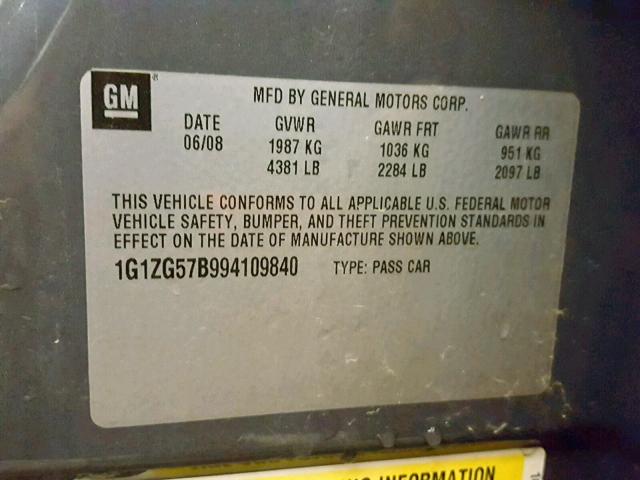 GM
MFD BY GENERAL MOTORS CORP.
DATE GVWR GAWR FRT GAWR RR
06/08 1987 KG 1036 KG 951 KG
4381 LB 2284 LB 2097 LB
THIS VEHICLE CONFORMS TO ALL APPLICABLE U.S. FEDERAL MOTOR
VEHICLE SAFETY, BUMPER, AND THEFT PREVENTION STANDARDS IN
EFFECT ON THE DATE OF MANUFACTURE SHOWN ABOVE.
1G1ZG57B994109840 TYPE: PASS CAR
INFORMATION